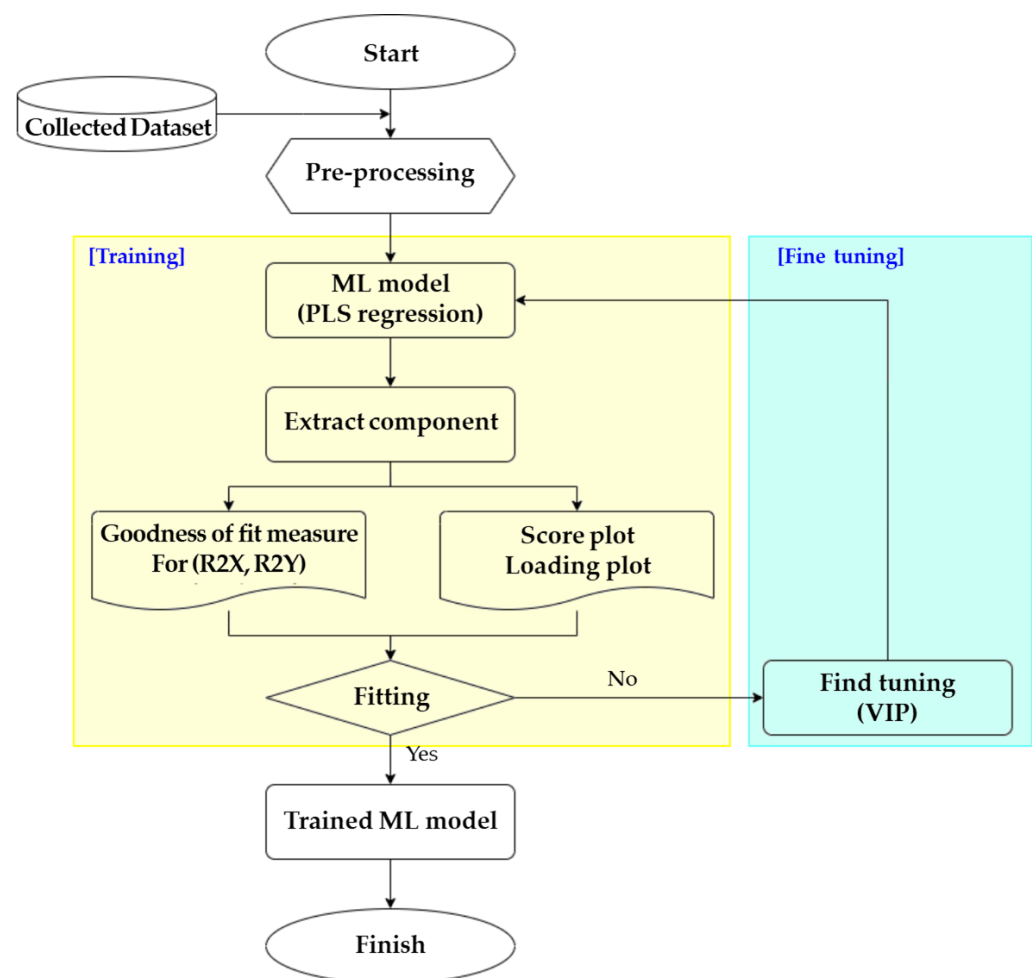 Start
Collected Dataset
Pre-processing
[Training]
[Fine tuning]
ML model
(PLS regression)
Extract component
Goodness of fit measure
For (R2X, R2Y)
Score plot
Loading plot
Fitting
No
Find tuning
(VIP)
Yes
Trained ML model
Finish